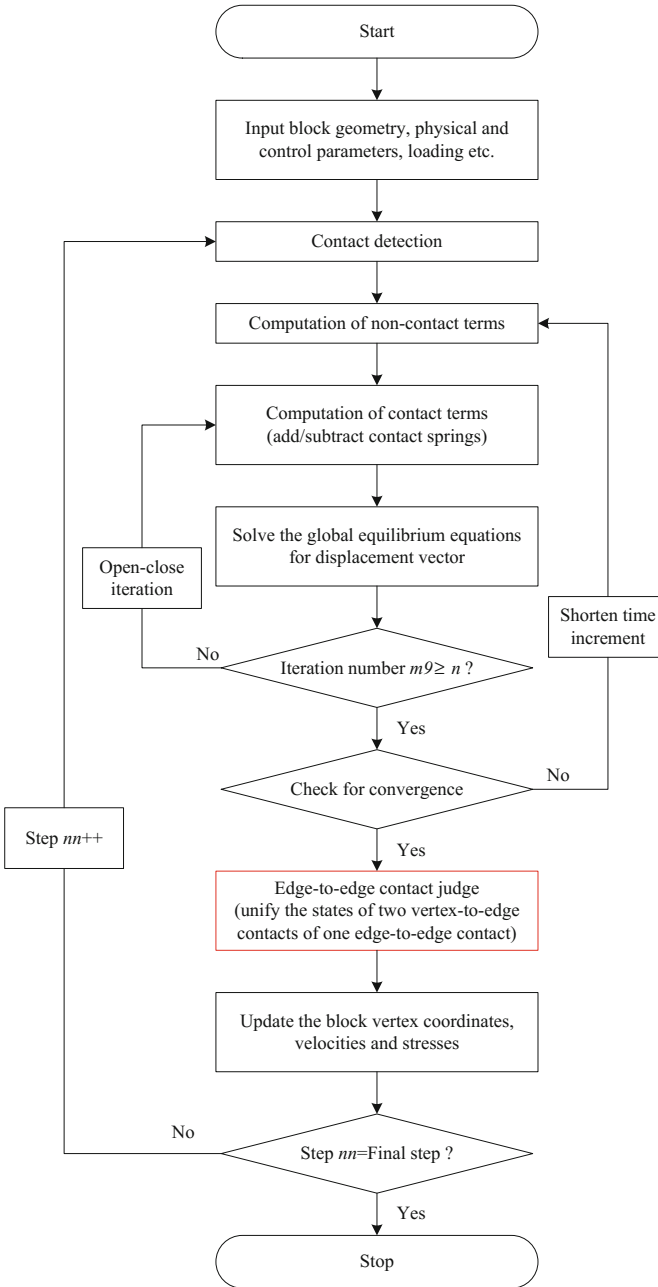 Start
Input block geometry, physical and
control parameters, loading etc.
Contact detection
Computation of non-contact terms
Computation of contact terms
(add/subtract contact springs)
Solve the global equilibrium equations
for displacement vector
Open-close
iteration
Shorten time
increment
No
Iteration number m9≥ n ?
Yes
Check for convergence
No
Step nn++
Yes
Edge-to-edge contact judge
(unify the states of two vertex-to-edge
contacts of one edge-to-edge contact)
Update the block vertex coordinates,
velocities and stresses
No
Step nn=Final step ?
Yes
Stop